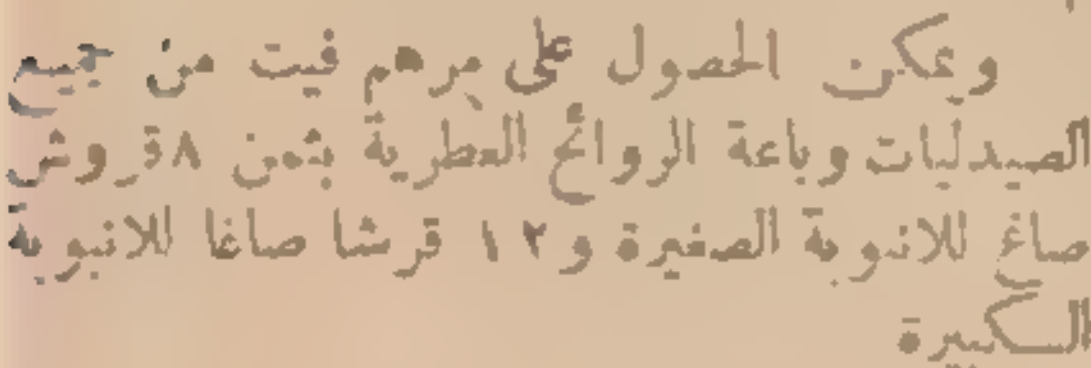 ويمكن الحصول على مرهم فيت من جميع
الصيدليات وباعة الروائح العطرية بثمن ٨ قروش
صاغ للانبوبة الصغيرة و ١٢ قرشا صاغا للانبوبة
الكبيرة